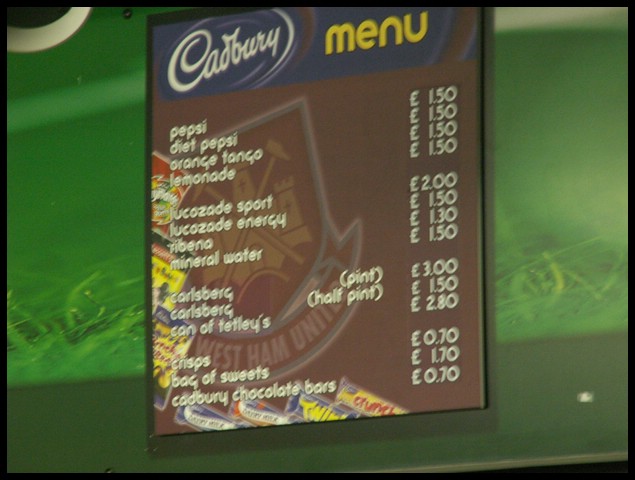 Cadbury menu
pepsi £ 1.50
diet pepsi £ 1.50
orange tango £ 1.50
lemonade £ 1.50
lucozade sport £ 2.00
lucozade energy £ 1.50
ribena £ 1.30
mineral water £ 1.50
carlsberg (pint) £ 3.00
carlsberg (half pint) £ 1.50
can of tetley's £ 2.80
WEST HAM UNITED
crisps £ 0.70
bag of sweets £ 1.70
cadbury chocolate bars £ 0.70